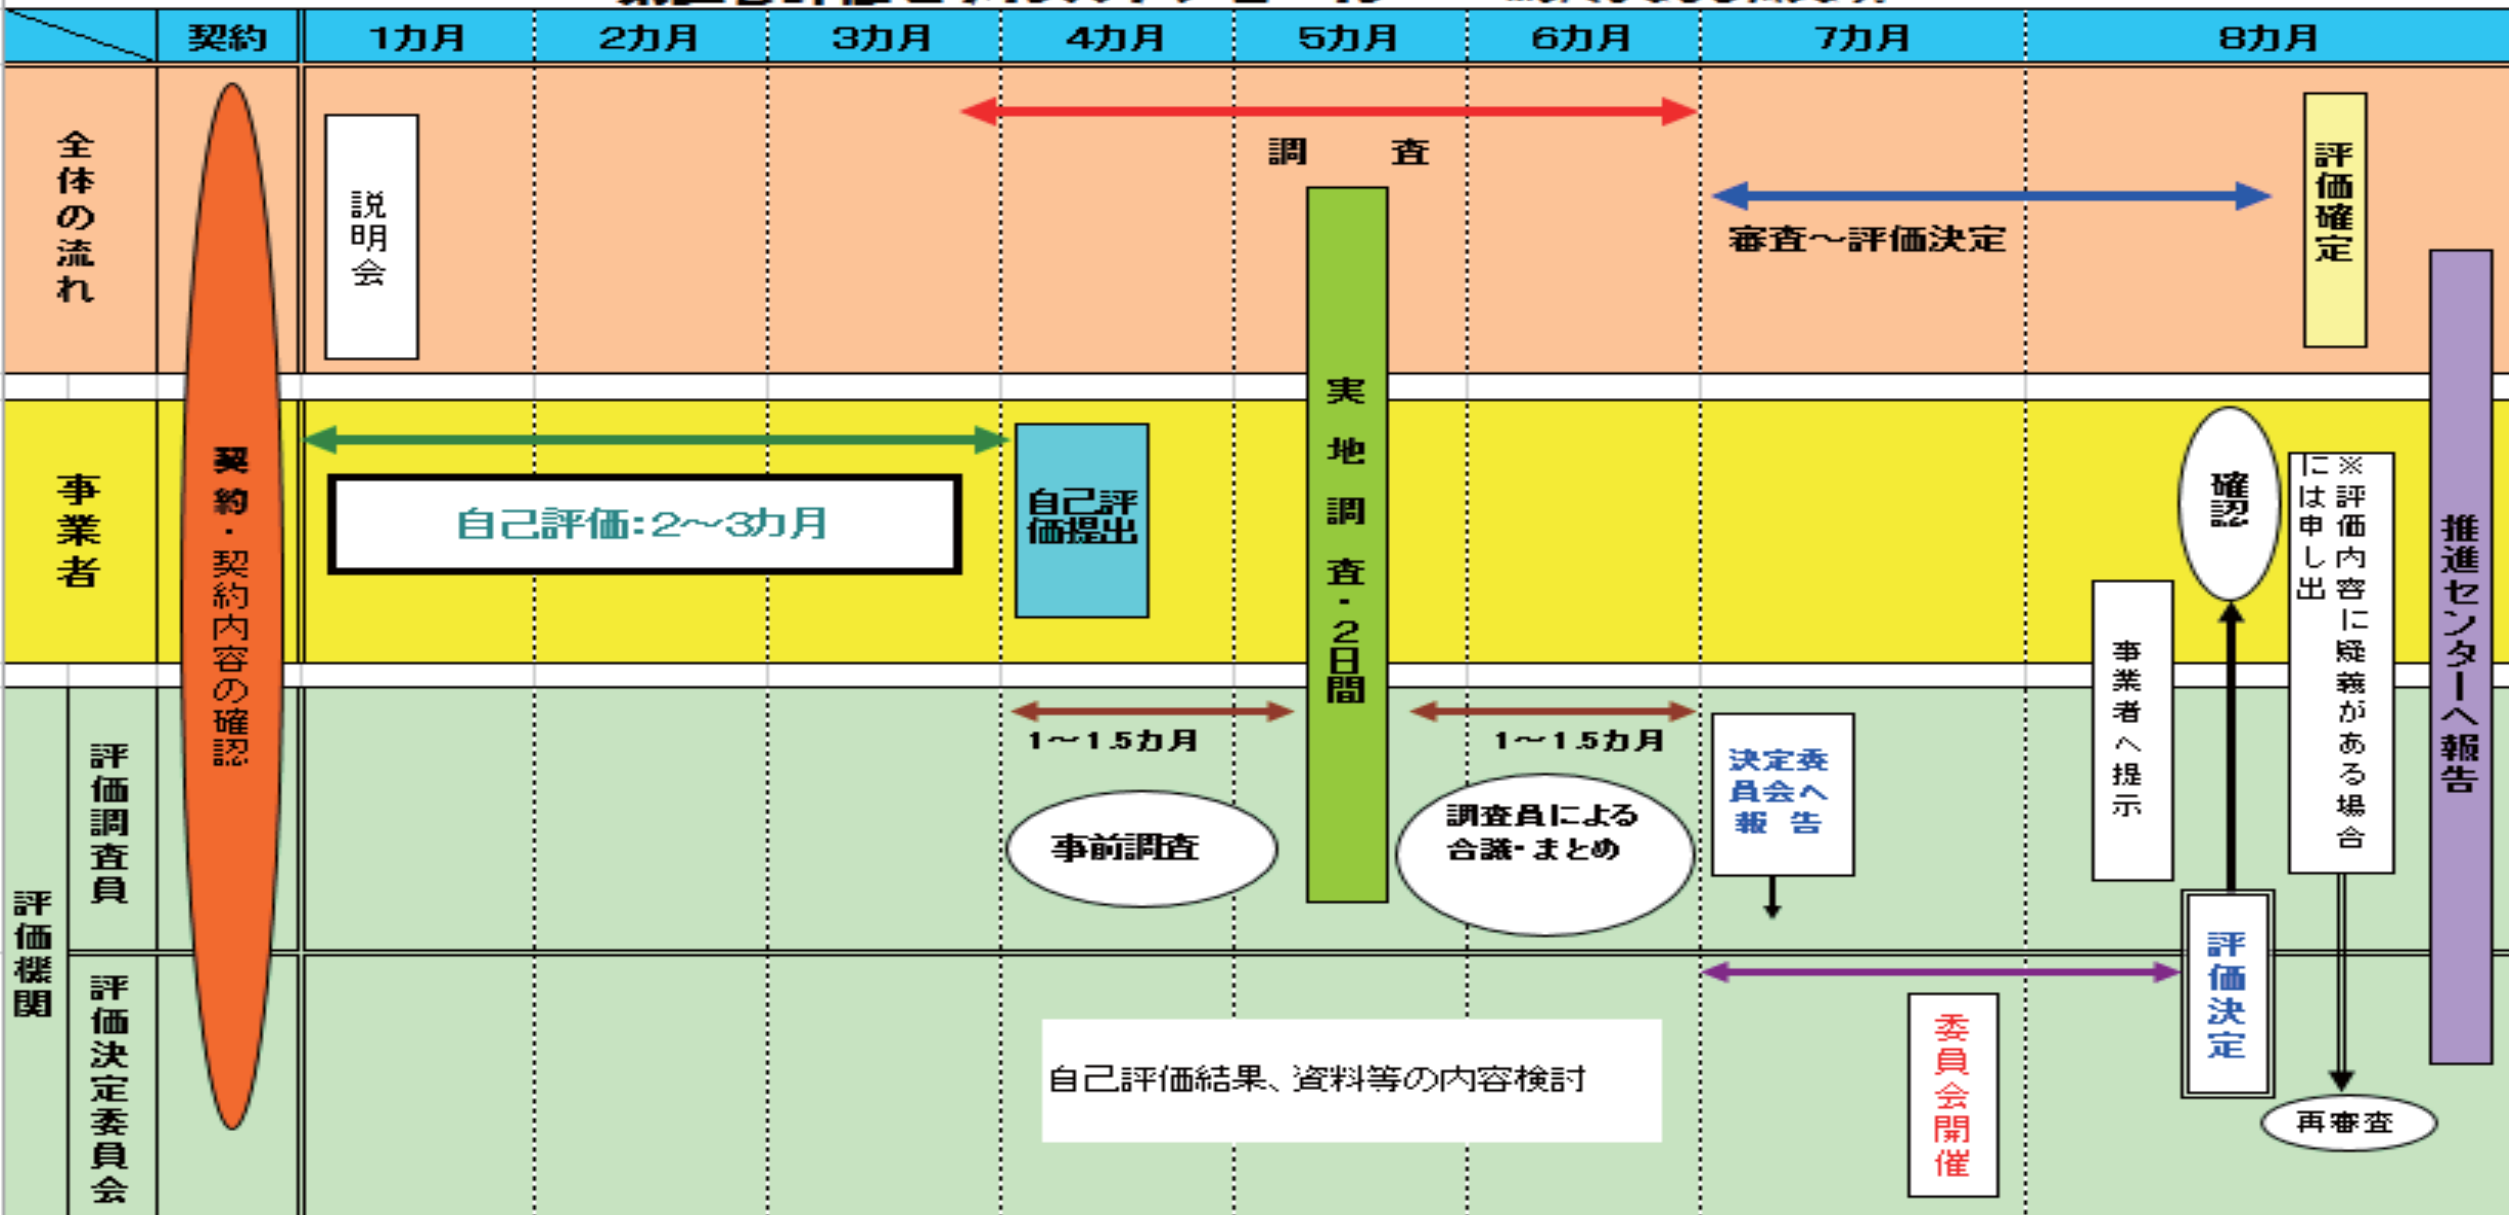 契約
1カ月
2カ月
3カ月
4カ月
5カ月
6カ月
7カ月
8カ月
全体の流れ
説明会
調　査
審査～評価決定
評価確定
事業者
契約・契約内容の確認
自己評価:2～3カ月
自己評
価提出
実地調査・2日間
確認
※評価内容に疑義がある場合
には申し出
推進センターへ報告
事業者へ提示
評価機関
評価調査員
1～1.5カ月
事前調査
1～1.5カ月
調査員による
合議・まとめ
決定委
員会へ
報 告
評価決定委員会
自己評価結果、資料等の内容検討
委員会開催
評価決定
再審査